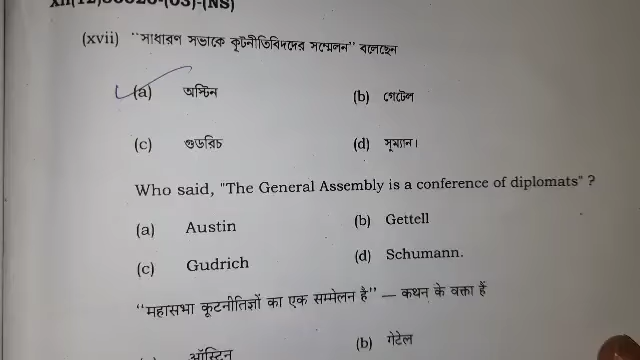 (xvii) "সাধারণ সভাকে কূটনীতিবিদদের সম্মেলন" বলেছেন
(a) অস্টিন (b) গেটেল
(c) গুডরিচ (d) সুম্যান।
Who said, "The General Assembly is a conference of diplomats" ?
(a) Austin (b) Gettell
(c) Gudrich (d) Schumann.
"महासभा कूटनीतिज्ञों का एक सम्मेलन है" — कथन के वक्ता हैं
ऑस्टिन (b) गेटेल